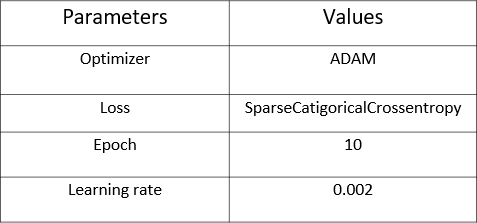 Parameters Values
Optimizer ADAM
Loss SparseCatigoricalCrossentropy
Epoch 10
Learning rate 0.002